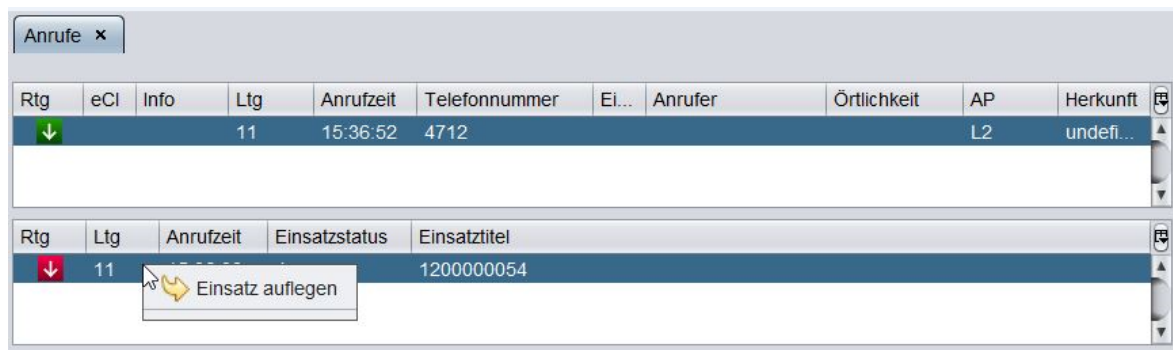 Anrufe ×
Rtg eCl Info Ltg Anrufzeit Telefonnummer Ei... Anrufer Örtlichkeit AP Herkunft
11 15:36:52 4712 L2 undefi...
Rtg Ltg Anrufzeit Einsatzstatus Einsatztitel
11 1200000054
Einsatz auflegen